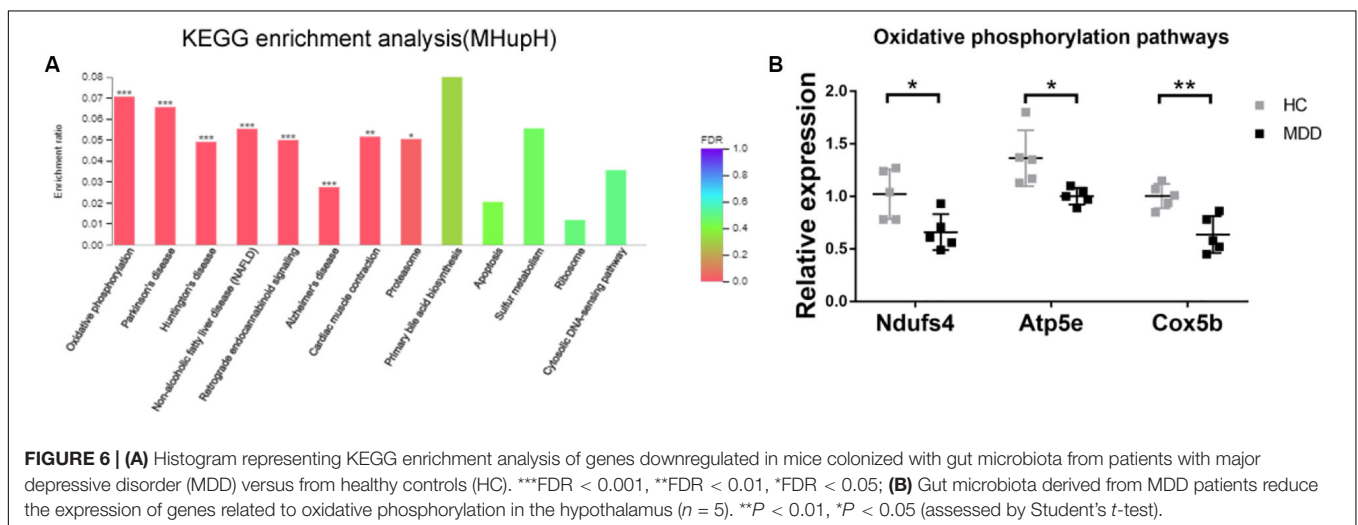 KEGG enrichment analysis(MHupH)
A
Enrichment ratio
0.08
0.07
0.06
0.05
0.04
0.03
0.02
0.01
0.00
***
***
***
***
***
***
**
*
Oxidative phosphorylation
Parkinson's disease
Huntington's disease
Non-alcoholic fatty liver disease (NAFLD)
Retrograde endocannabinoid signaling
Alzheimer's disease
Cardiac muscle contraction
Proteasome
Primary bile acid biosynthesis
Apoptosis
Sulfur metabolism
Ribosome
Cytosolic DNA-sensing pathway
FDR
1.0
0.8
0.6
0.4
0.2
0.0
Oxidative phosphorylation pathways
B
Relative expression
2.0
1.5
1.0
0.5
0.0
*
*
**
HC
MDD
Ndufs4
Atp5e
Cox5b
FIGURE 6 | (A) Histogram representing KEGG enrichment analysis of genes downregulated in mice colonized with gut microbiota from patients with major
depressive disorder (MDD) versus from healthy controls (HC). ***FDR < 0.001, **FDR < 0.01, *FDR < 0.05; (B) Gut microbiota derived from MDD patients reduce
the expression of genes related to oxidative phosphorylation in the hypothalamus (n = 5). **P < 0.01, *P < 0.05 (assessed by Student's t-test).